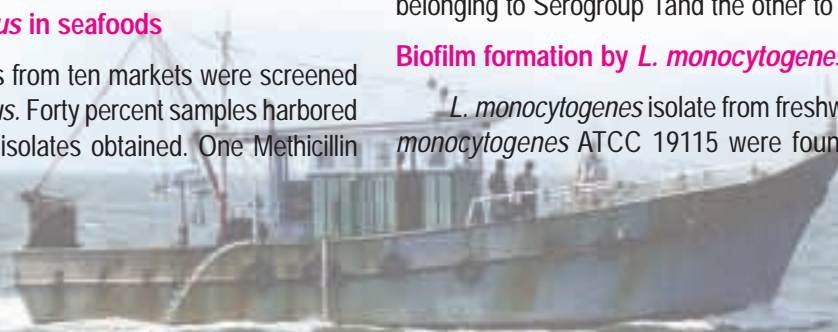 us in seafoods
s from ten markets were screened
us. Forty percent samples harbored
isolates obtained. One Methicillin
belonging to Serogroup 1and the other to
Biofilm formation by L. monocytogenes
L. monocytogenes isolate from freshw
monocytogenes ATCC 19115 were foun